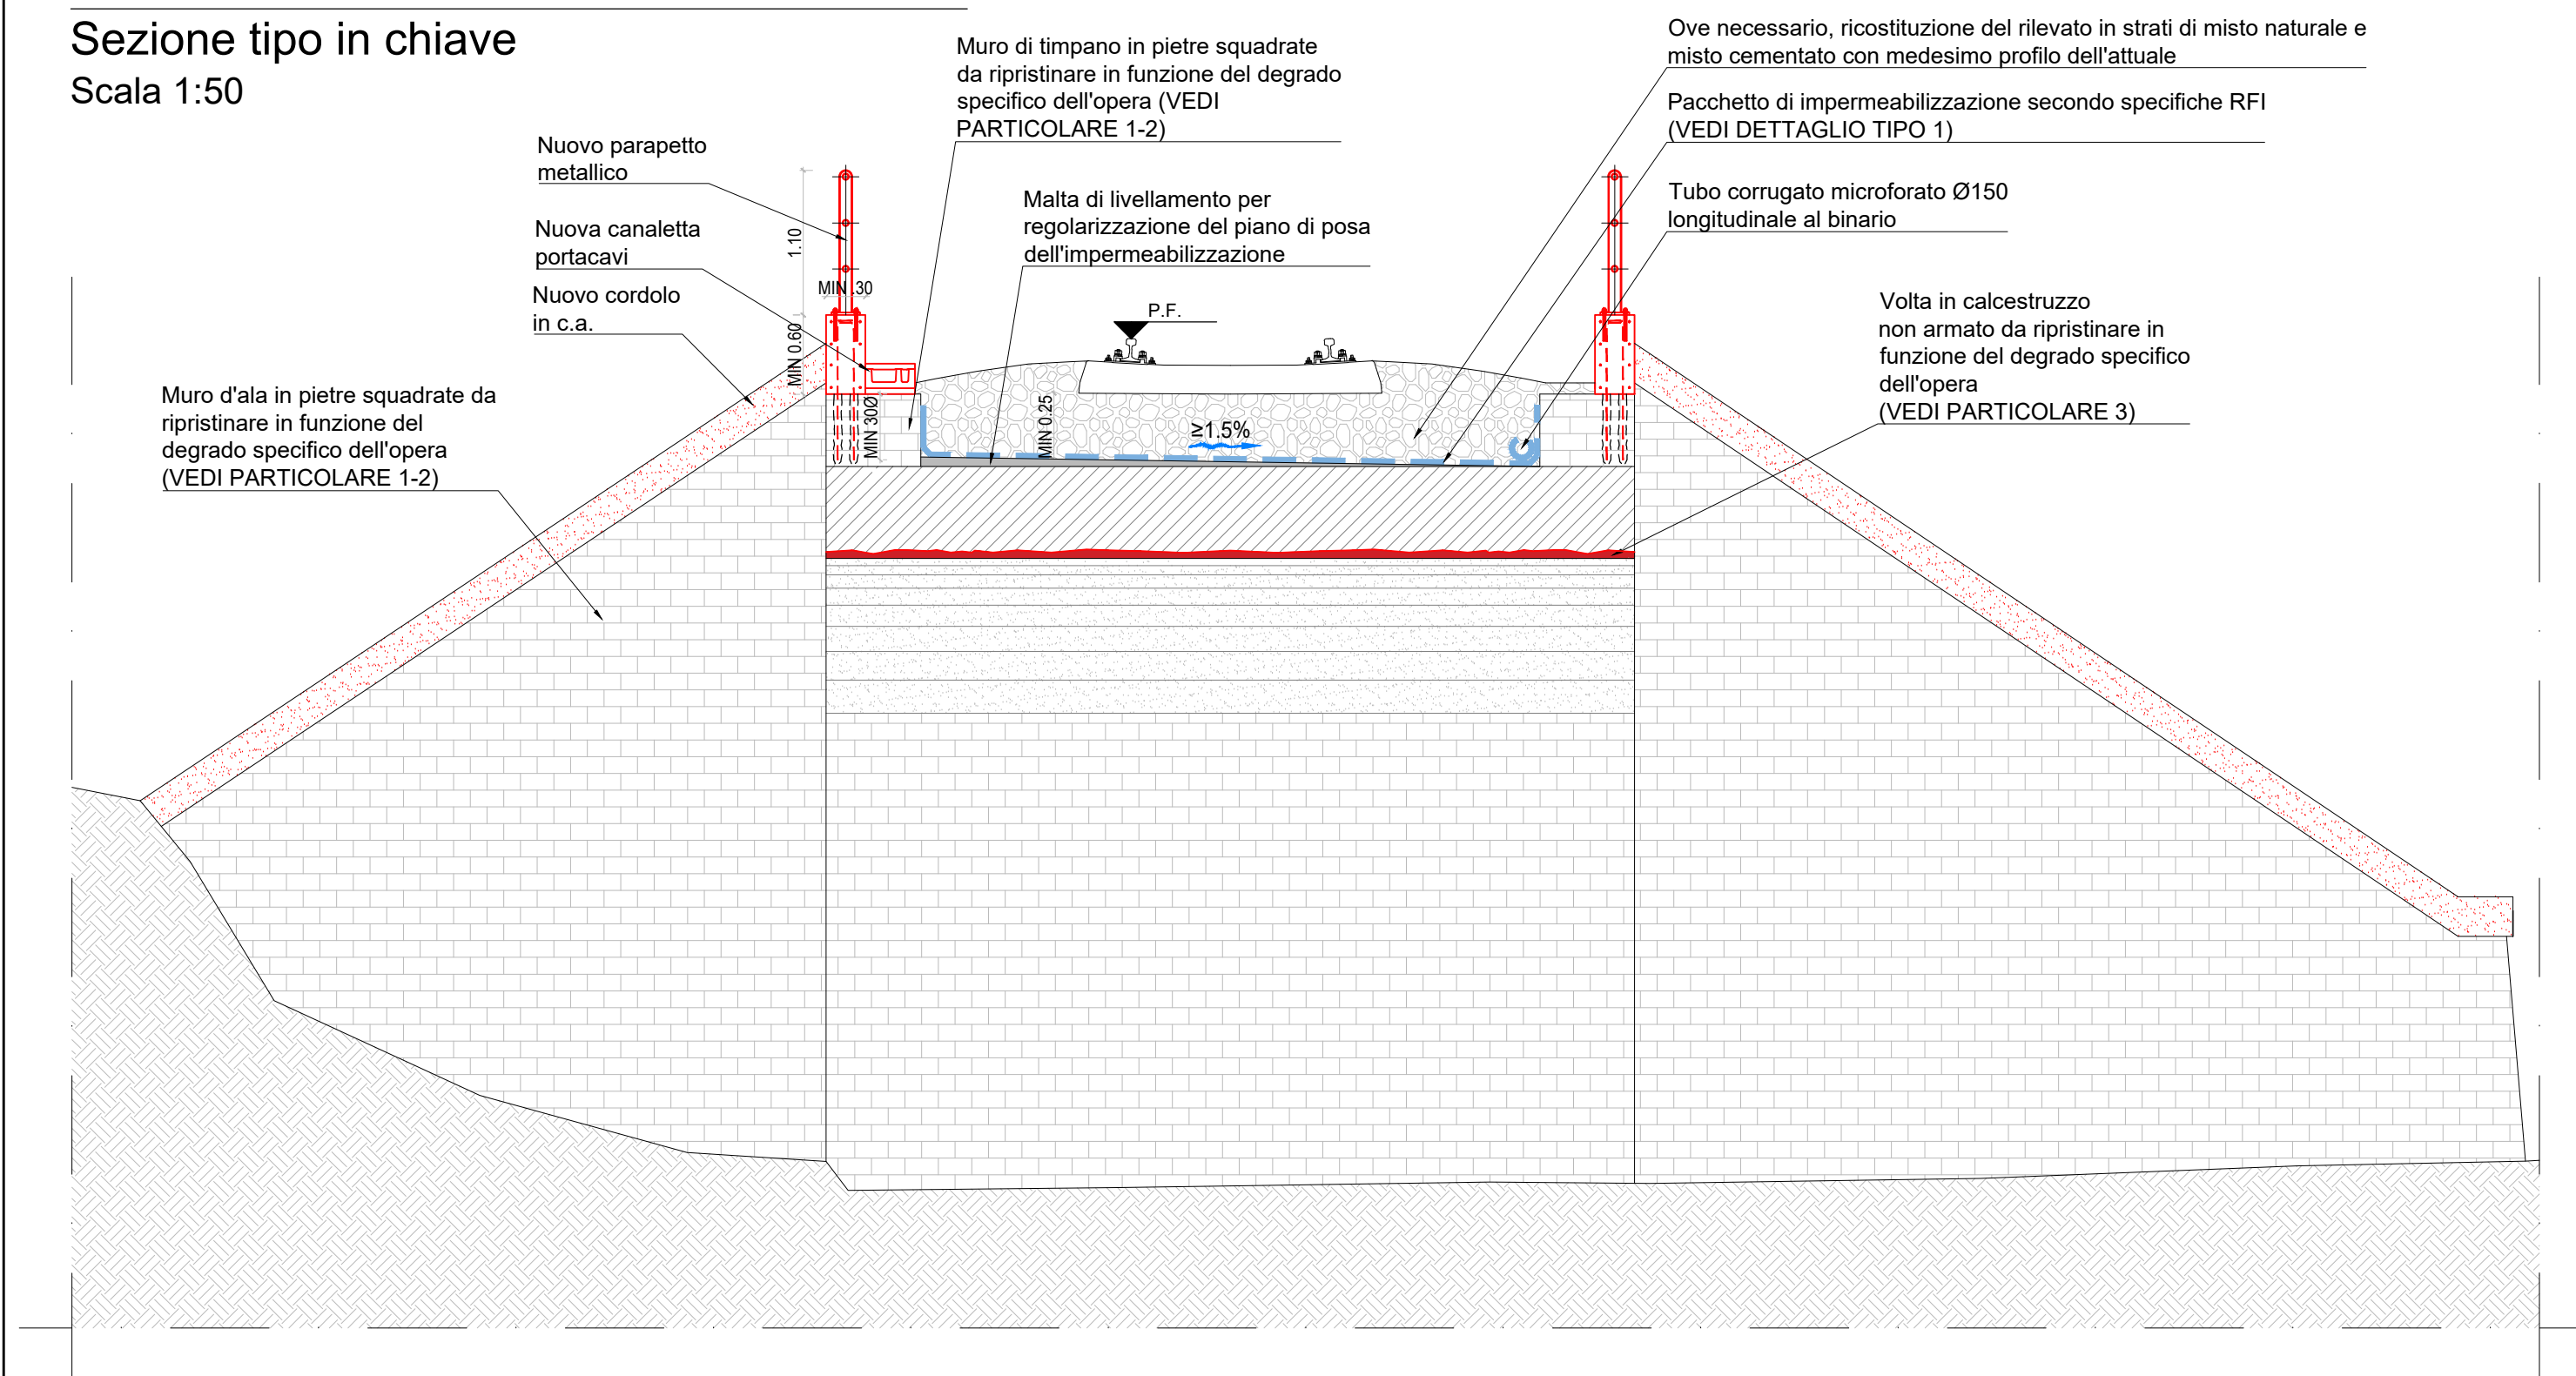 Sezione tipo in chiave
Scala 1:50
Muro di timpano in pietre squadrate
da ripristinare in funzione del degrado
specifico dell'opera (VEDI
PARTICOLARE 1-2)
Ove necessario, ricostituzione del rilevato in strati di misto naturale e
misto cementato con medesimo profilo dell'attuale
Pacchetto di impermeabilizzazione secondo specifiche RFI
(VEDI DETTAGLIO TIPO 1)
Nuovo parapetto
metallico
Malta di livellamento per
regolarizzazione del piano di posa
dell'impermeabilizzazione
Tubo corrugato microforato Ø150
longitudinale al binario
Nuova canaletta
portacavi
Nuovo cordolo
in c.a.
1.10
MIN .30
MIN 0.60
P.F.
Volta in calcestruzzo
non armato da ripristinare in
funzione del degrado specifico
dell'opera
(VEDI PARTICOLARE 3)
Muro d'ala in pietre squadrate da
ripristinare in funzione del
degrado specifico dell'opera
(VEDI PARTICOLARE 1-2)
MIN 30Ø
MIN 0.25
≥1.5%